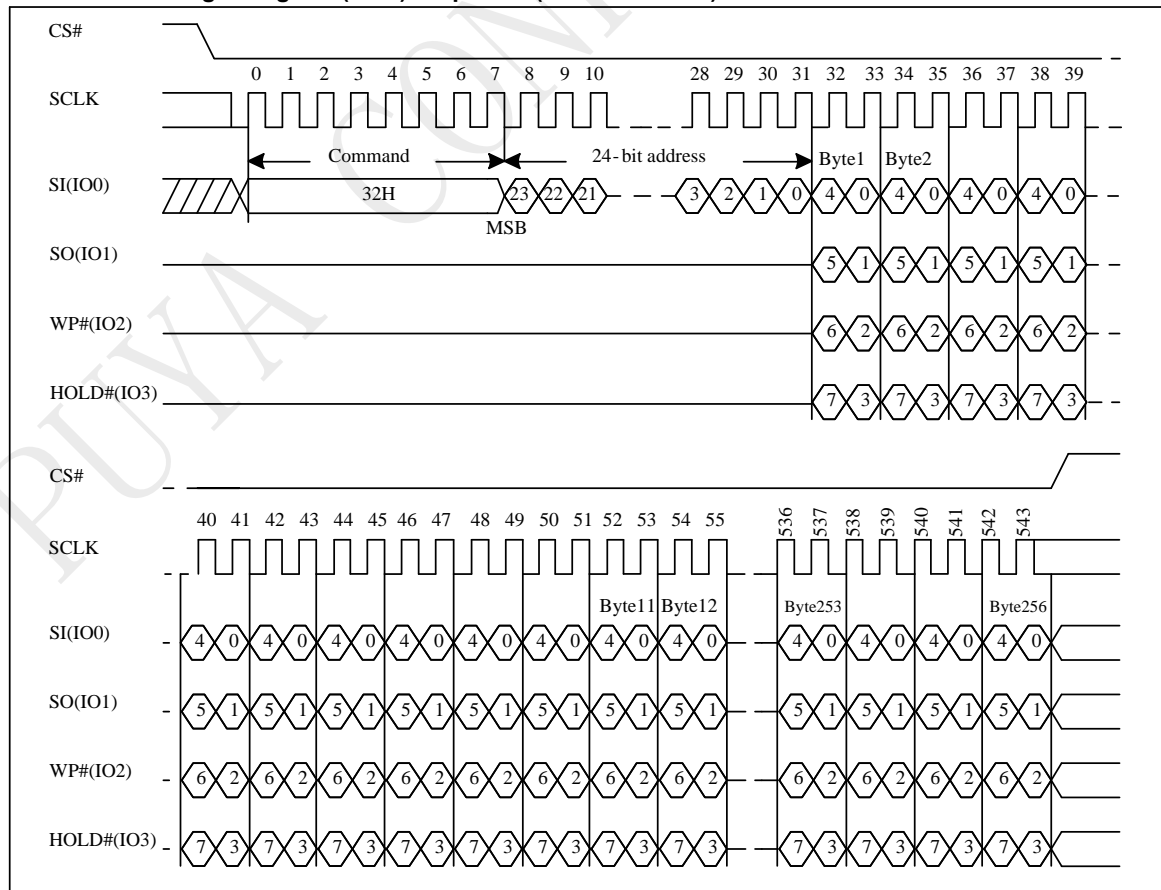 CS#
0 1 2 3 4 5 6 7 8 9 10 28 29 30 31 32 33 34 35 36 37 38 39
SCLK
Command 24-bit address Byte1 Byte2
SI(IO0) 32H 23 22 21 3 2 1 0 4 0 4 0 4 0 4 0
MSB
SO(IO1) 5 1 5 1 5 1 5 1
WP#(IO2) 6 2 6 2 6 2 6 2
HOLD#(IO3) 7 3 7 3 7 3 7 3
CS#
40 41 42 43 44 45 46 47 48 49 50 51 52 53 54 55 536 537 538 539 540 541 542 543
SCLK
Byte11 Byte12 Byte253 Byte256
SI(IO0) 4 0 4 0 4 0 4 0 4 0 4 0 4 0 4 0 4 0 4 0 4 0 4 0
SO(IO1) 5 1 5 1 5 1 5 1 5 1 5 1 5 1 5 1 5 1 5 1 5 1 5 1
WP#(IO2) 6 2 6 2 6 2 6 2 6 2 6 2 6 2 6 2 6 2 6 2 6 2 6 2
HOLD#(IO3) 7 3 7 3 7 3 7 3 7 3 7 3 7 3 7 3 7 3 7 3 7 3 7 3
PUYA